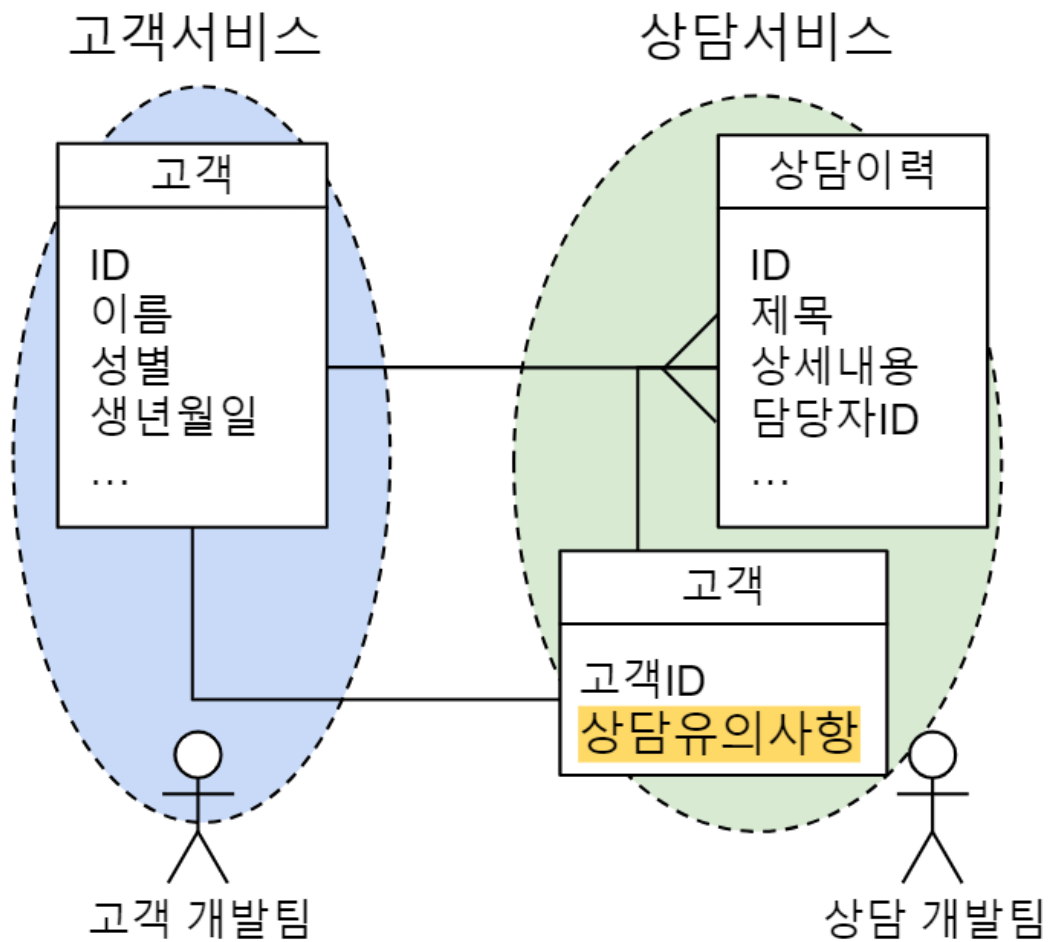 고객서비스
상담서비스
고객
ID
이름
성별
생년월일
...
상담이력
ID
제목
상세내용
담당자ID
...
고객
고객ID
상담유의사항
고객 개발팀
상담 개발팀